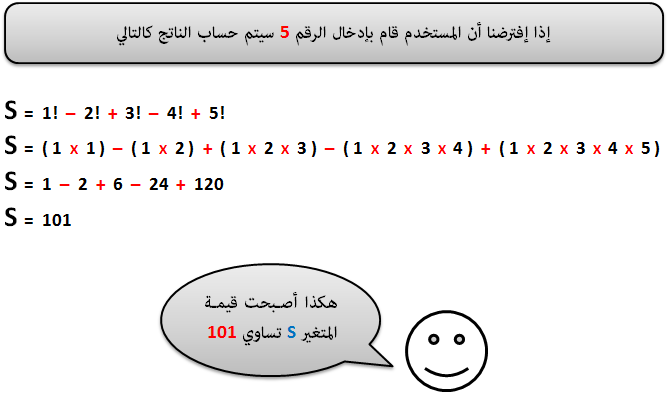 إذا إفترضنا أن المستخدم قام بإدخال الرقم 5 سيتم حساب الناتج كالتالي
S = 1! – 2! + 3! – 4! + 5!
S = ( 1 x 1 ) – ( 1 x 2 ) + ( 1 x 2 x 3 ) – ( 1 x 2 x 3 x 4 ) + ( 1 x 2 x 3 x 4 x 5 )
S = 1 – 2 + 6 – 24 + 120
S = 101
هكذا أصبحت قيمة
المتغير S تساوي 101